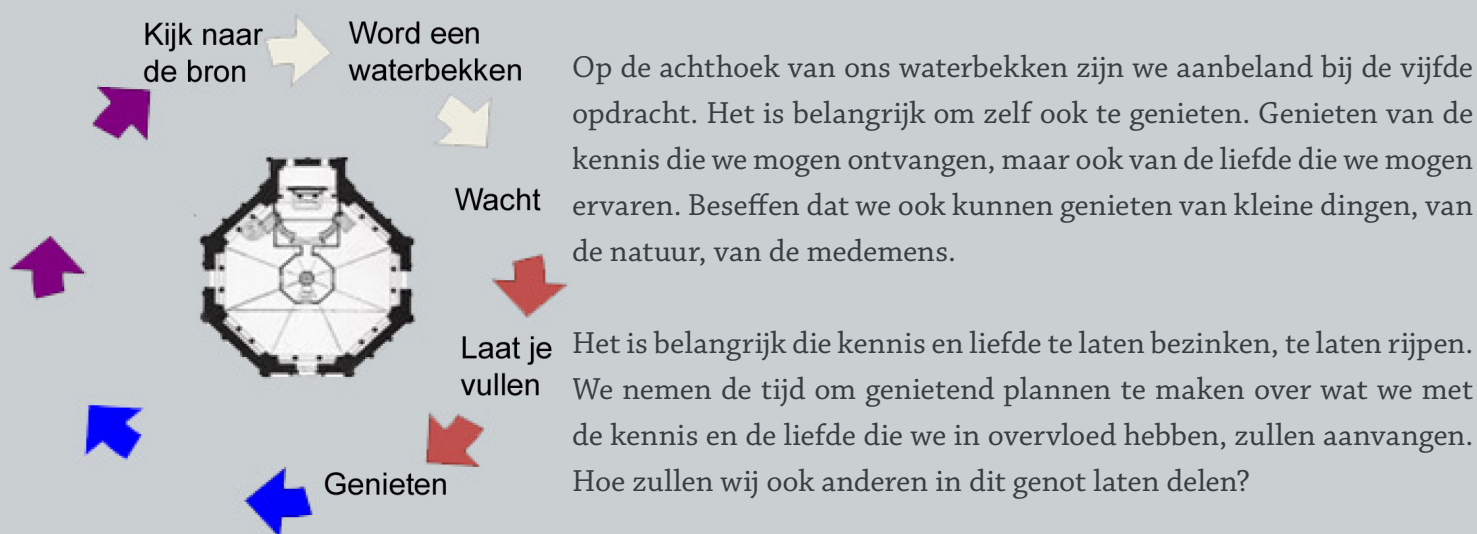 Kijk naar
de bron
Word een
waterbekken
Wacht
Laat je
vullen
Genieten
Op de achthoek van ons waterbekken zijn we aanbeland bij de vijfde
opdracht. Het is belangrijk om zelf ook te genieten. Genieten van de
kennis die we mogen ontvangen, maar ook van de liefde die we mogen
ervaren. Beseffen dat we ook kunnen genieten van kleine dingen, van
de natuur, van de medemens.
Het is belangrijk die kennis en liefde te laten bezinken, te laten rijpen.
We nemen de tijd om genietend plannen te maken over wat we met
de kennis en de liefde die we in overvloed hebben, zullen aanvangen.
Hoe zullen wij ook anderen in dit genot laten delen?